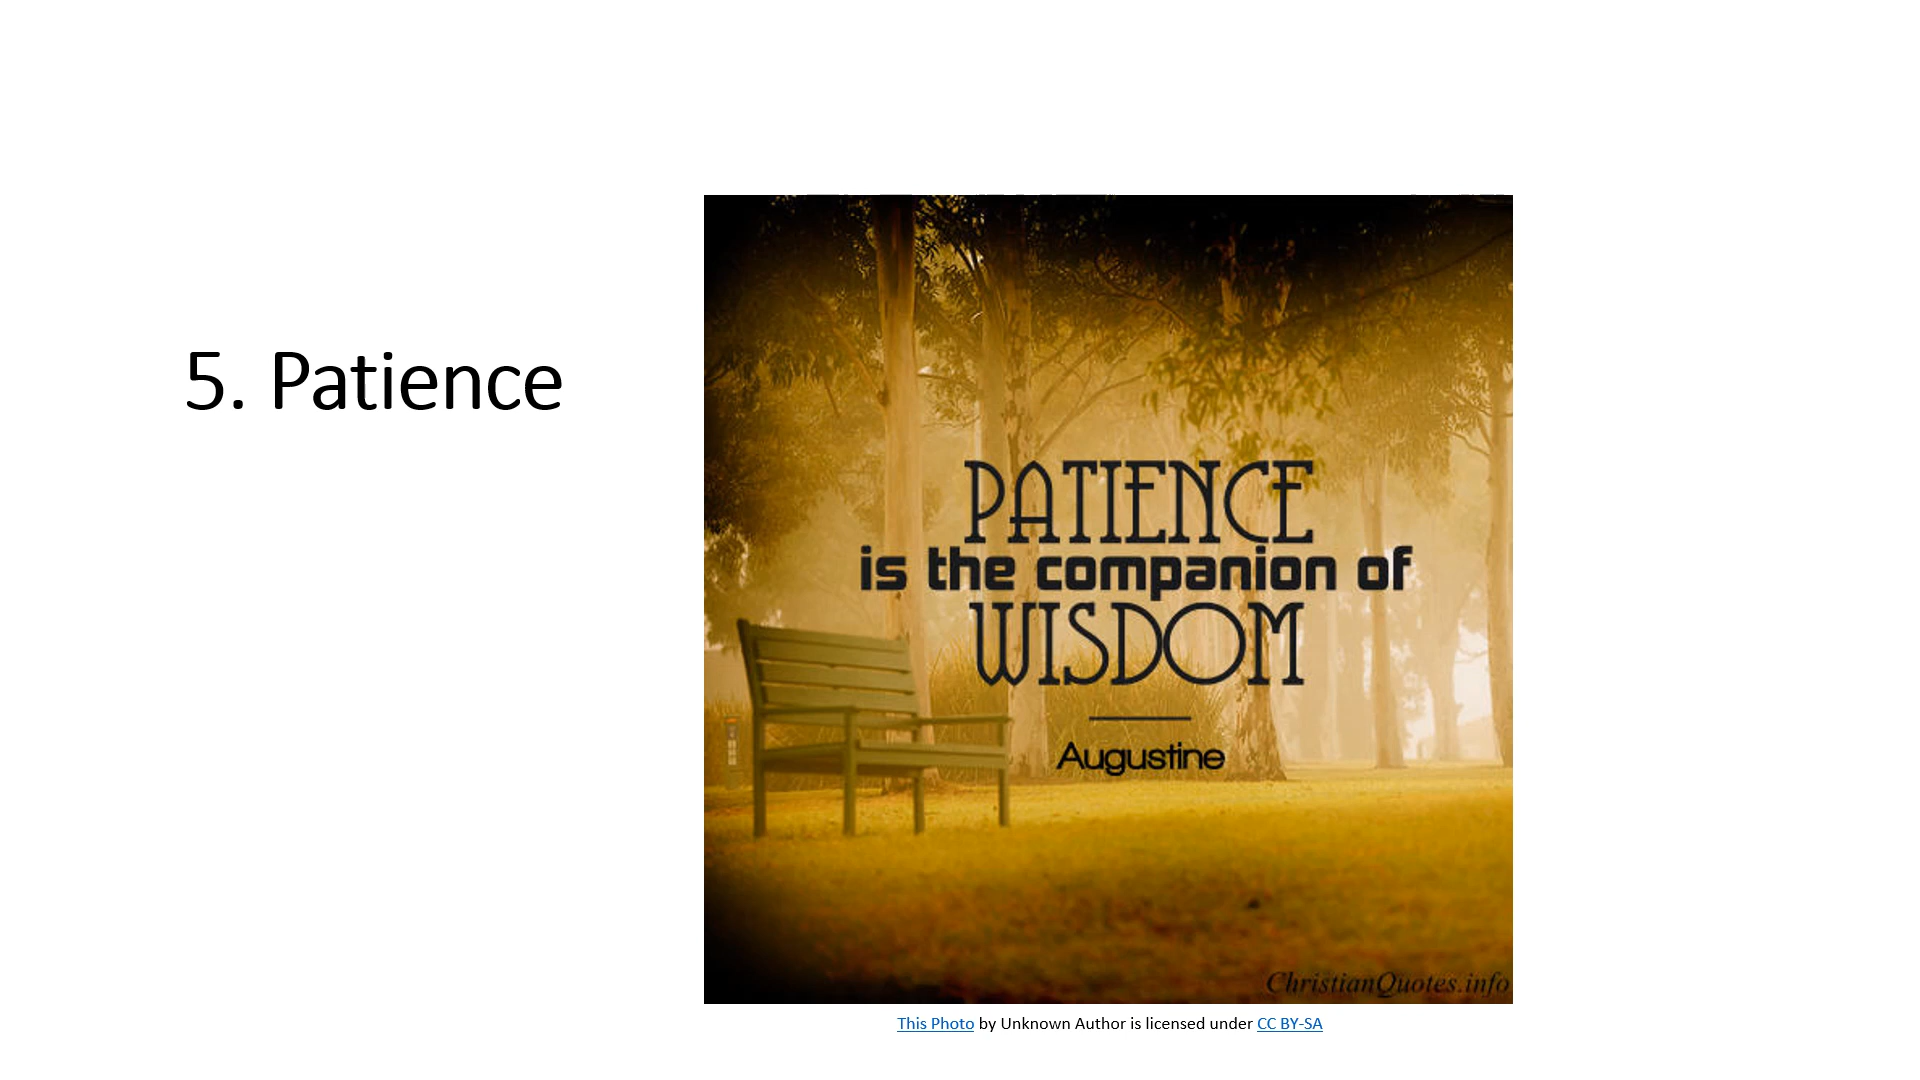 5. Patience
PATIENCE
is the companion of
WISDOM
Augustine
ChristianQuotes.info
This Photo by Unknown Author is licensed under CC BY-SA